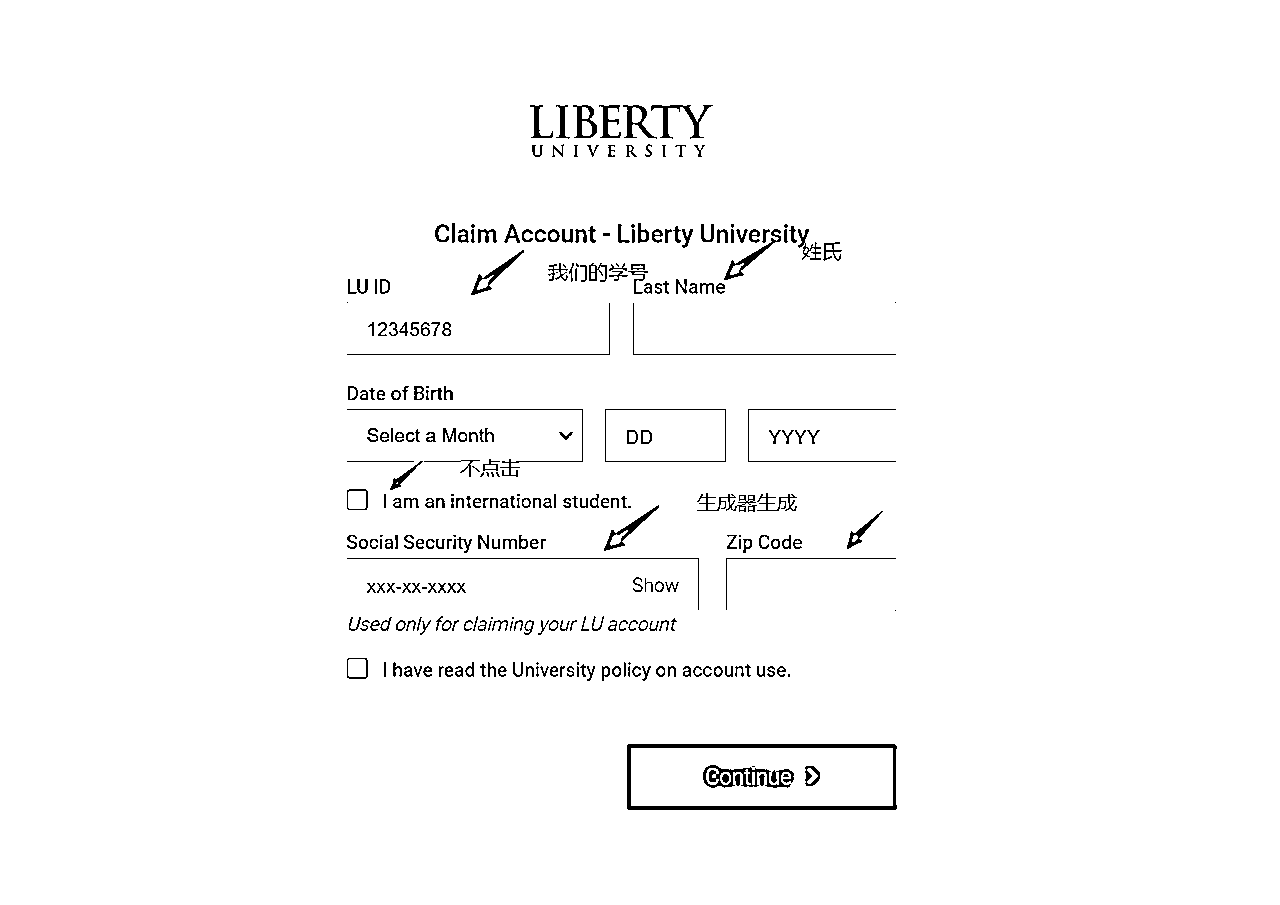 LIBERTY
UNIVERSITY
Claim Account - Liberty University
姓氏
我们的学号
LU ID
Last Name
12345678
Date of Birth
Select a Month
DD
YYYY
不点击
I am an international student.
生成器生成
Social Security Number
Zip Code
xxx-xx-xxxx
Show
Used only for claiming your LU account
I have read the University policy on account use.
Continue